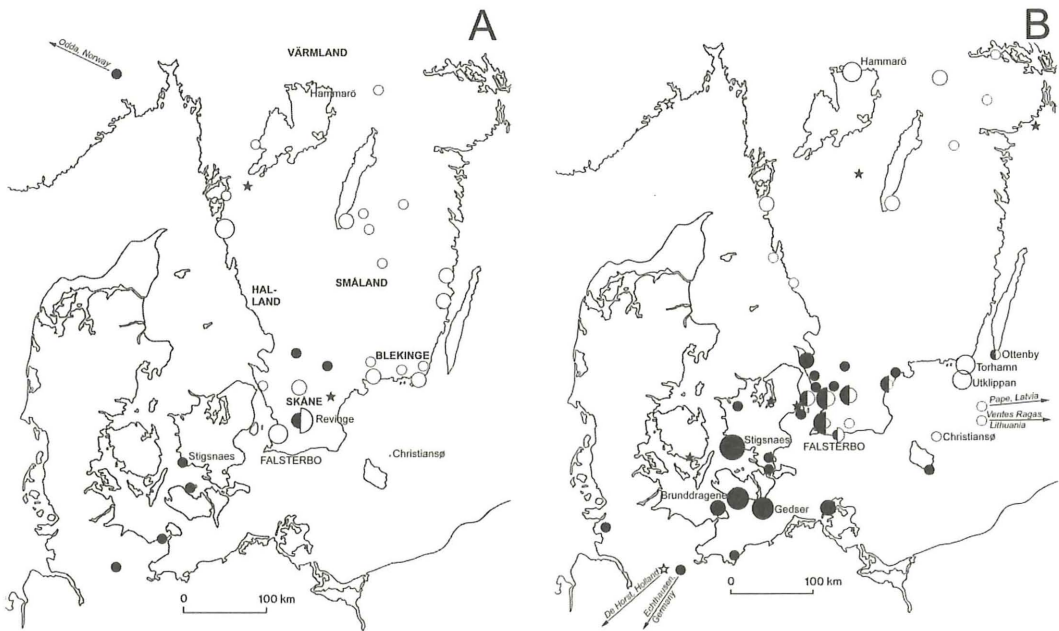 A
Odda, Norway
VÄRMLAND
Hammarö
HAL-
LAND
SMÅLAND
BLEKINGE
SKÅNE
Revinge
Stigsnaes
FALSTERBO
Christiansø
0 100 km
B
Hammarö
Ottenby
Torhamn
Utklippan
Pape, Latvia
Ventes Ragas
Lithuania
Christiansø
Stigsnaes
FALSTERBO
Brunddragene
Gedser
De Horst, Holland
Echthausen,
Germany
0 100 km